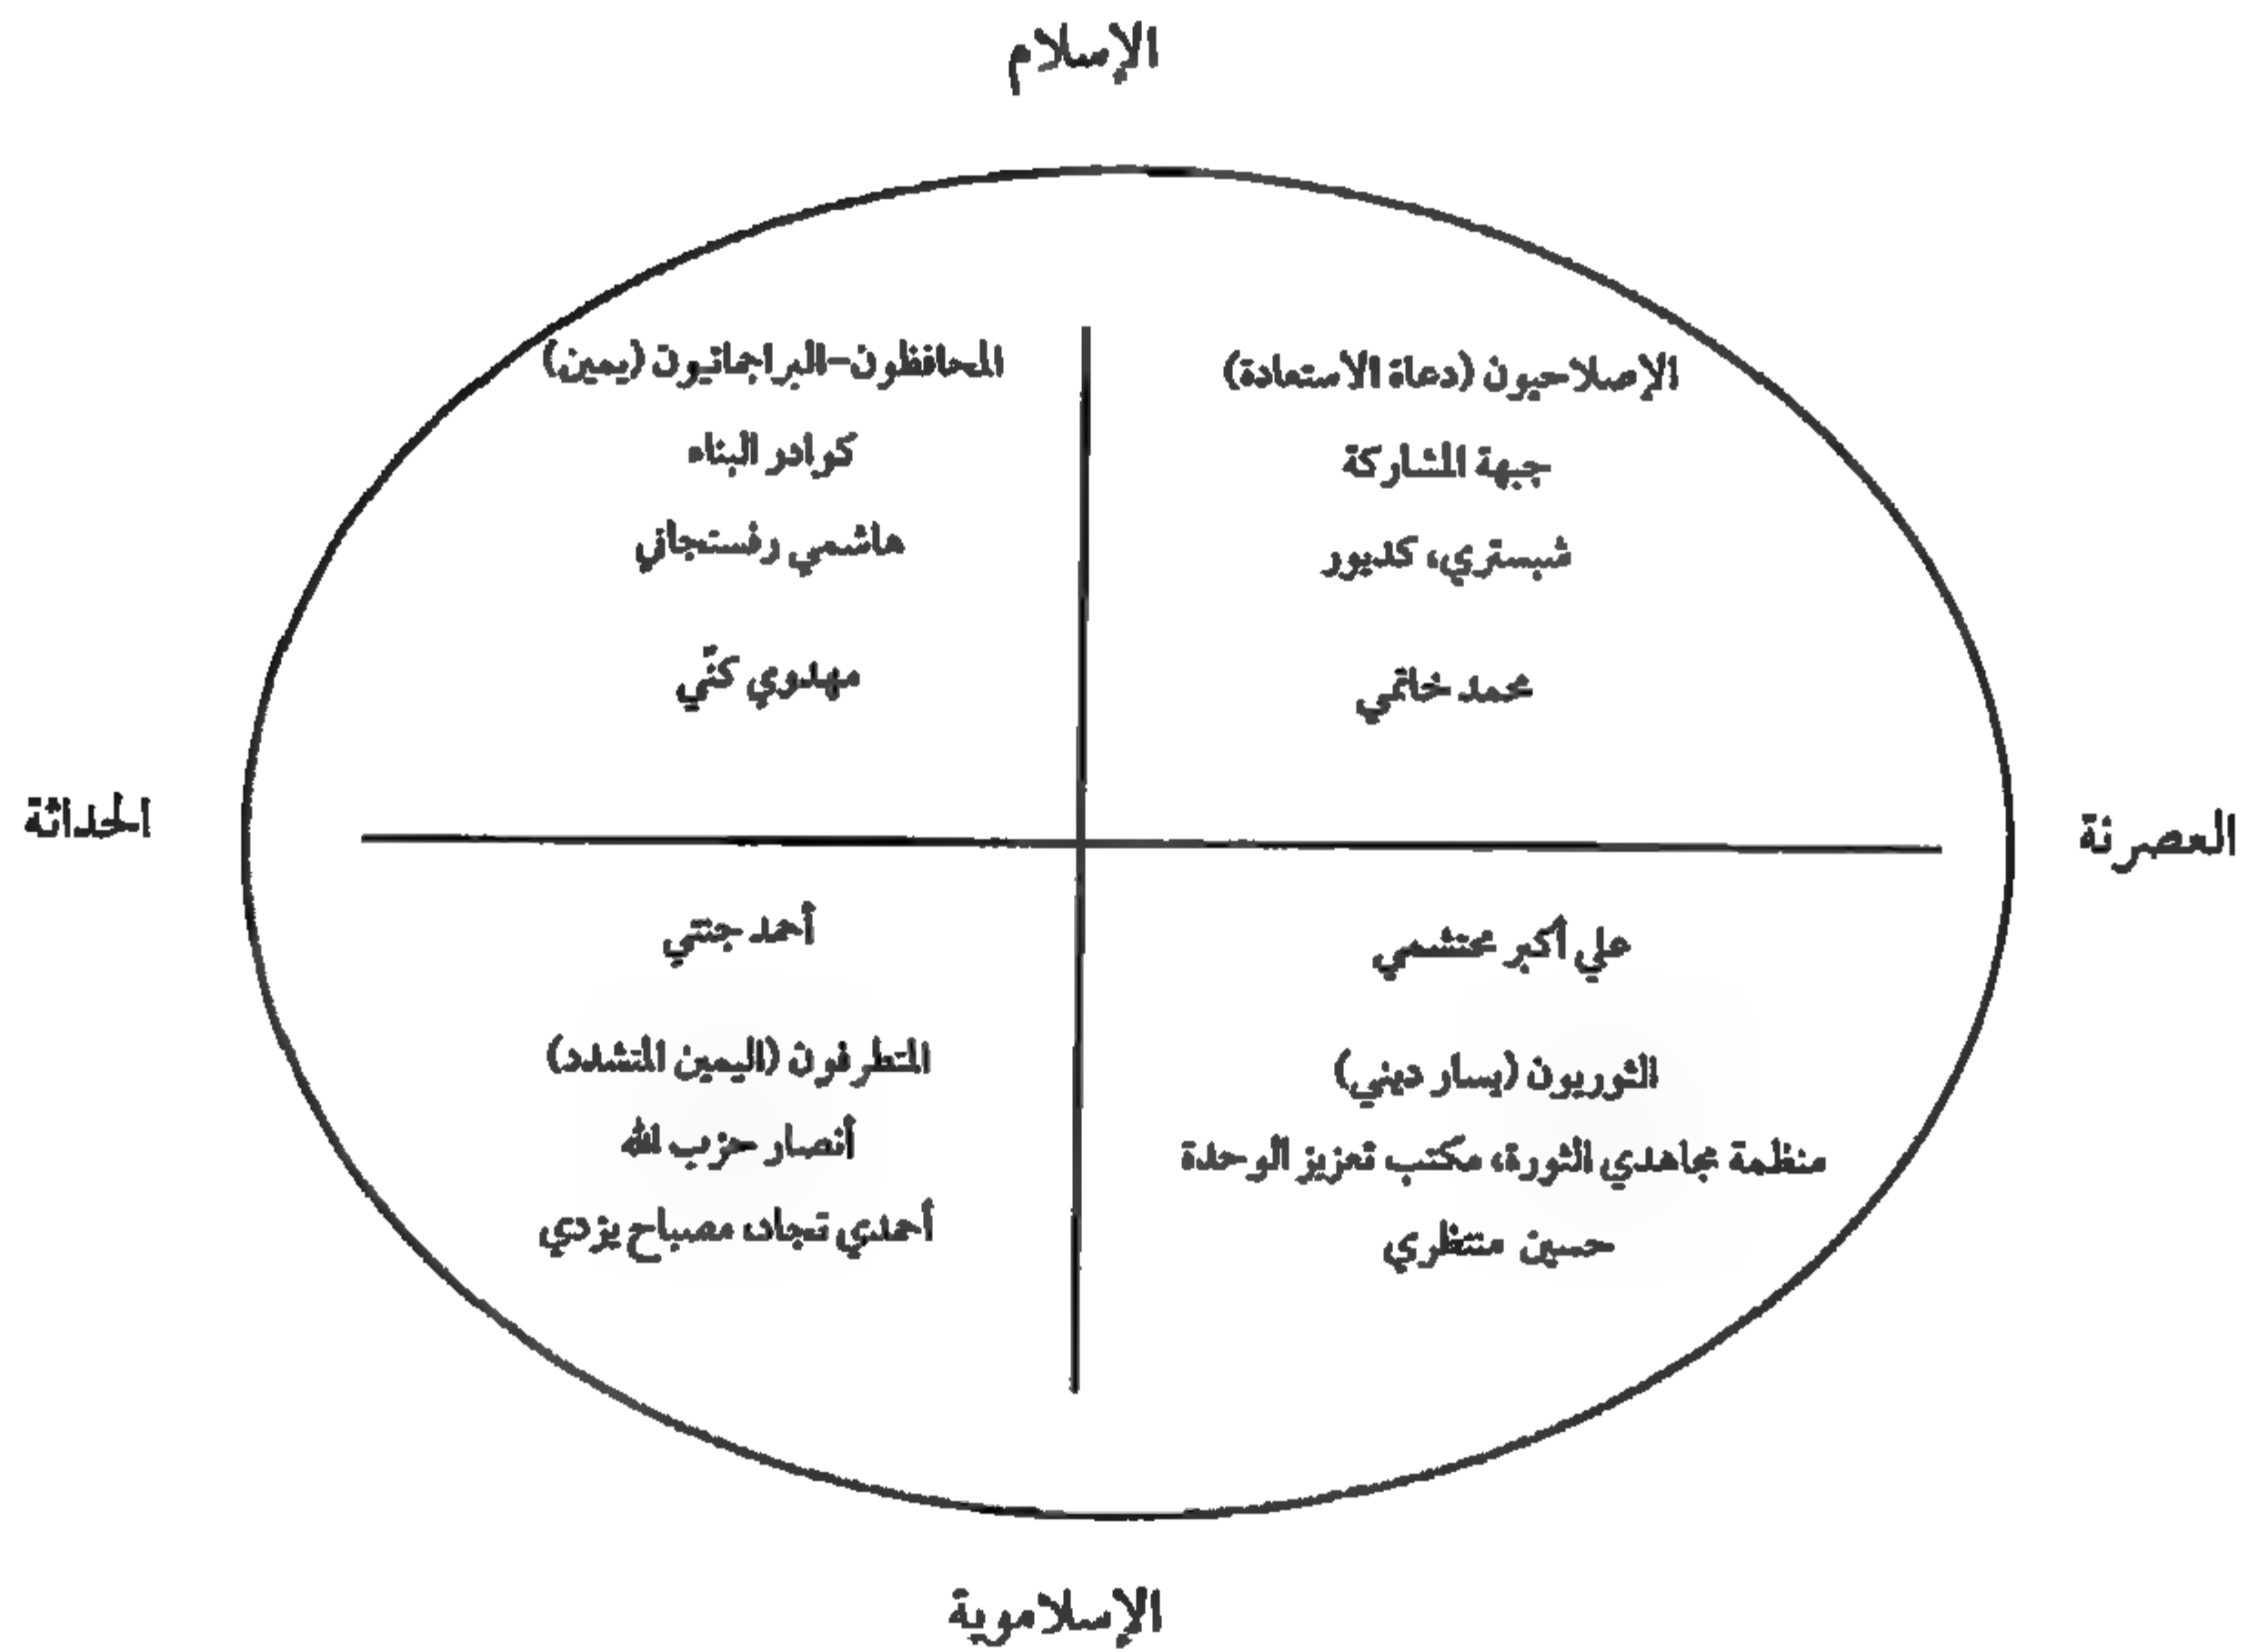 الإسلام
الإصلاحيون (دعاة الاستعادة)
جبهة المشاركة
شبستري، كديور
محمد خاتمي
المحافظون-البراجماتيون (يمين)
كوادر البناء
هاشمي رفسنجاني
مهدوي كنّي
العصرنة
الحداثة
علي أكبر محتشمي
الثوريون (يسار ديني)
منظمة مجاهدي الثورة، مكتب تعزيز الوحدة
حسين منتظري
أحمد جنتي
المتطرفون (اليمين المتشدد)
أنصار حزب لله
أحمدي نجاد، مصباح يزدي
الإسلاموية